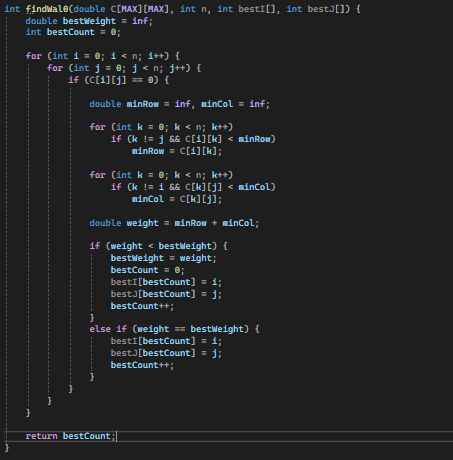 int findWal0(double C[MAX][MAX], int n, int bestI[], int bestJ[]) {
    double bestWeight = inf;
    int bestCount = 0;

    for (int i = 0; i < n; i++) {
        for (int j = 0; j < n; j++) {
            if (C[i][j] == 0) {

                double minRow = inf, minCol = inf;

                for (int k = 0; k < n; k++)
                    if (k != j && C[i][k] < minRow)
                        minRow = C[i][k];

                for (int k = 0; k < n; k++)
                    if (k != i && C[k][j] < minCol)
                        minCol = C[k][j];

                double weight = minRow + minCol;

                if (weight < bestWeight) {
                    bestWeight = weight;
                    bestCount = 0;
                    bestI[bestCount] = i;
                    bestJ[bestCount] = j;
                    bestCount++;
                }
                else if (weight == bestWeight) {
                    bestI[bestCount] = i;
                    bestJ[bestCount] = j;
                    bestCount++;
                }
            }
        }
    }

    return bestCount;
}